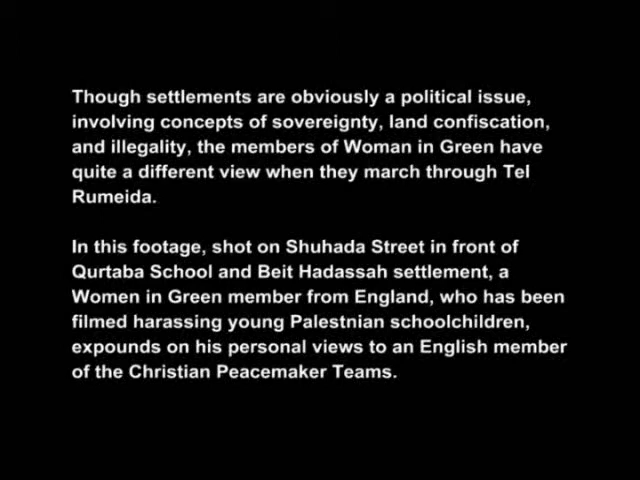 Though settlements are obviously a political issue,
involving concepts of sovereignty, land confiscation,
and illegality, the members of Woman in Green have
quite a different view when they march through Tel
Rumeida.
In this footage, shot on Shuhada Street in front of
Qurtaba School and Beit Hadassah settlement, a
Women in Green member from England, who has been
filmed harassing young Palestnian schoolchildren,
expounds on his personal views to an English member
of the Christian Peacemaker Teams.